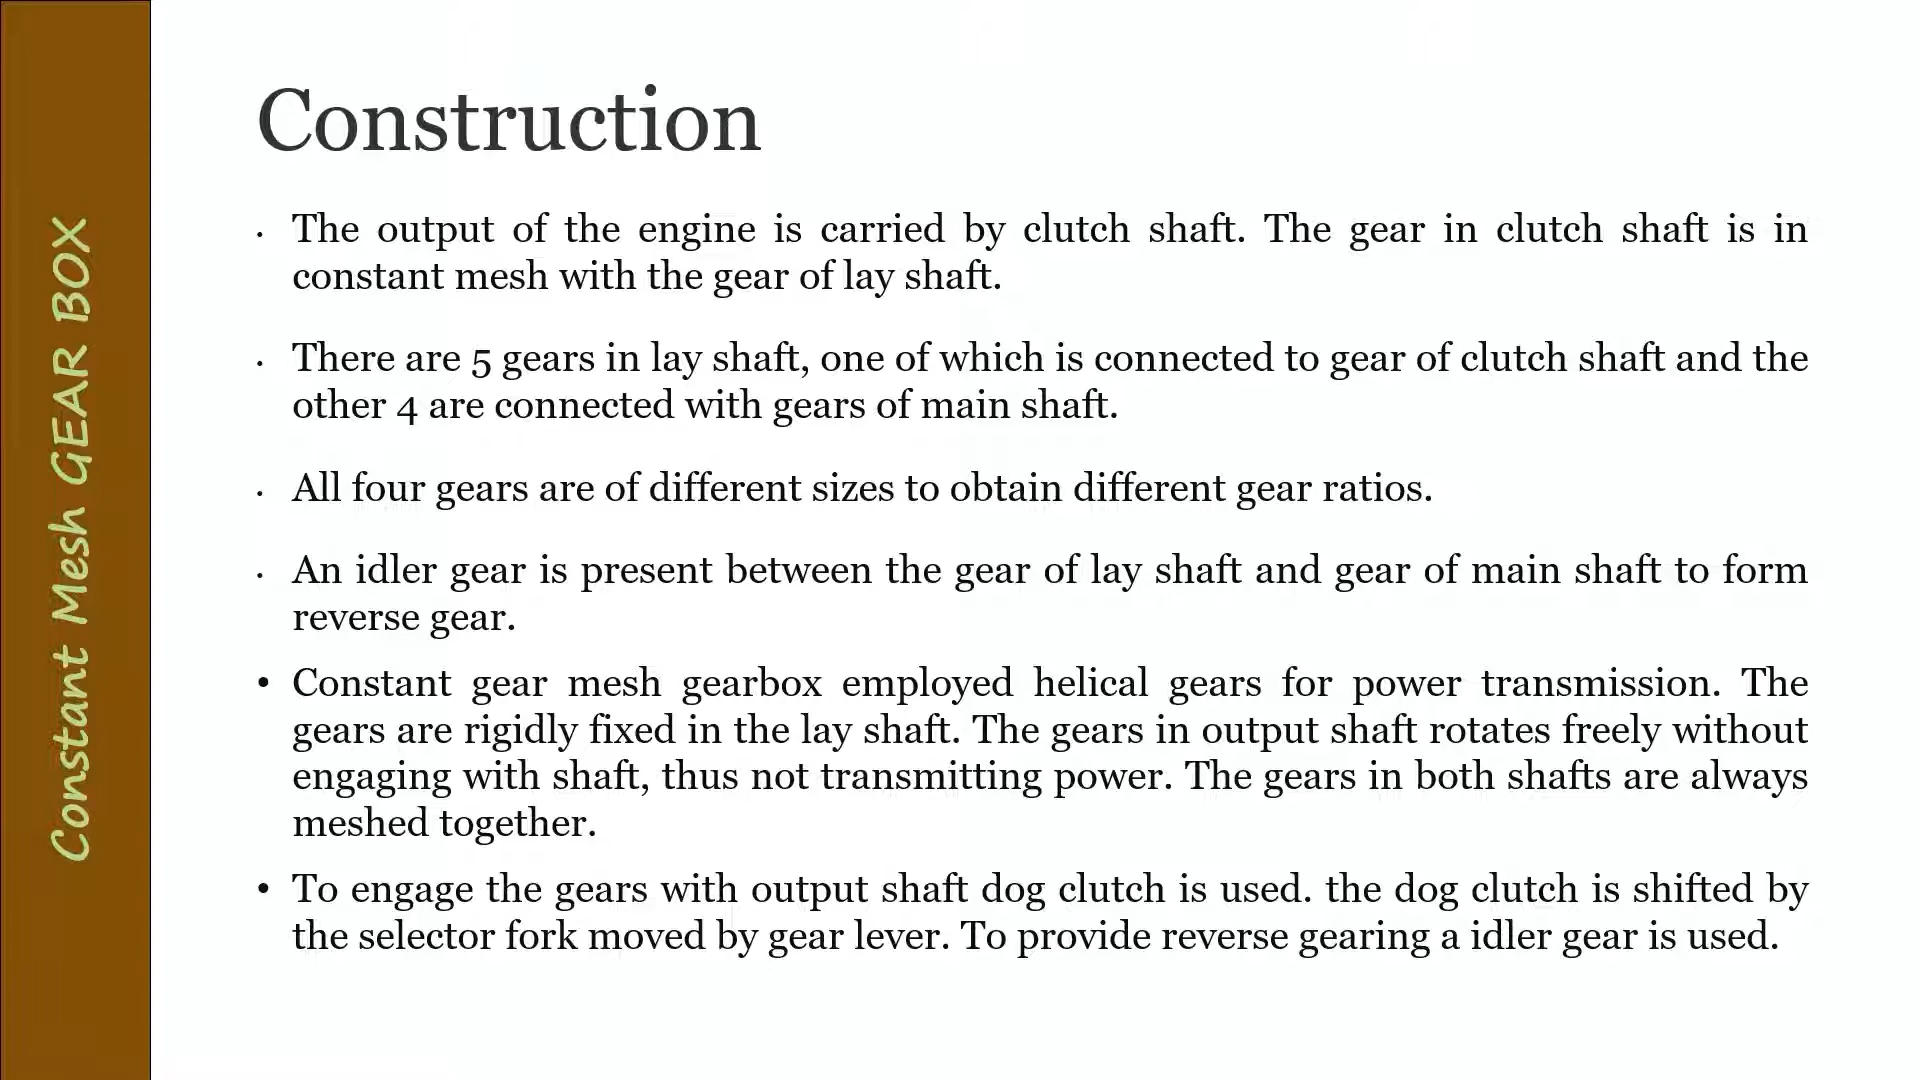 Constant Mesh GEAR BOX
Construction
• The output of the engine is carried by clutch shaft. The gear in clutch shaft is in
constant mesh with the gear of lay shaft.
• There are 5 gears in lay shaft, one of which is connected to gear of clutch shaft and the
other 4 are connected with gears of main shaft.
• All four gears are of different sizes to obtain different gear ratios.
• An idler gear is present between the gear of lay shaft and gear of main shaft to form
reverse gear.
• Constant gear mesh gearbox employed helical gears for power transmission. The
gears are rigidly fixed in the lay shaft. The gears in output shaft rotates freely without
engaging with shaft, thus not transmitting power. The gears in both shafts are always
meshed together.
• To engage the gears with output shaft dog clutch is used. the dog clutch is shifted by
the selector fork moved by gear lever. To provide reverse gearing a idler gear is used.